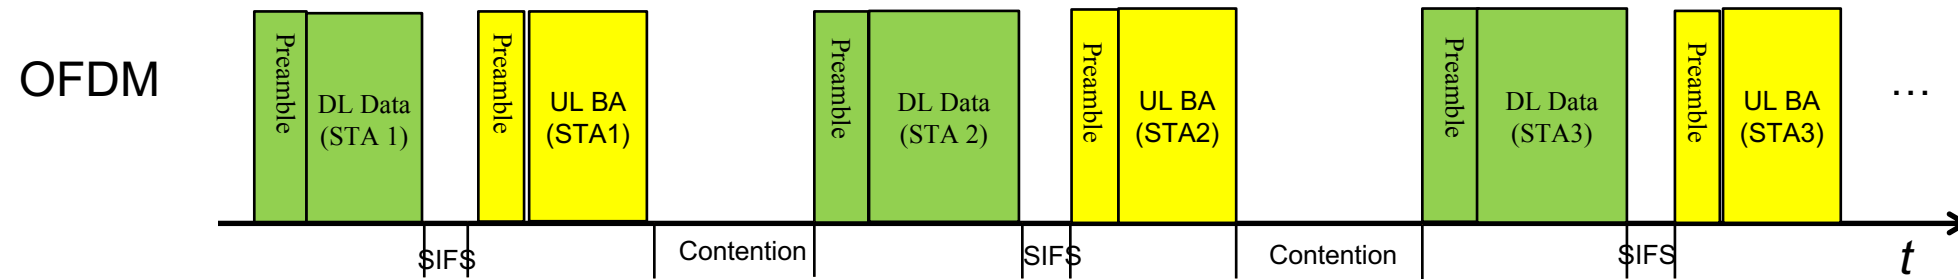 OFDM
Preamble
DL Data
(STA 1)
Preamble
UL BA
(STA1)
Preamble
DL Data
(STA 2)
Preamble
UL BA
(STA2)
Preamble
DL Data
(STA3)
Preamble
UL BA
(STA3)
…
SIFS
Contention
SIFS
Contention
SIFS
t